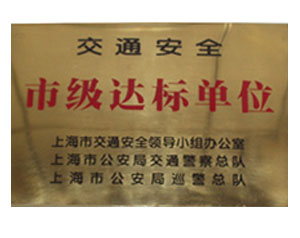 交通安全
市级达标单位
上海市交通安全领导小组办公室
上海市公安局交通警察总队
上海市公安局巡警总队